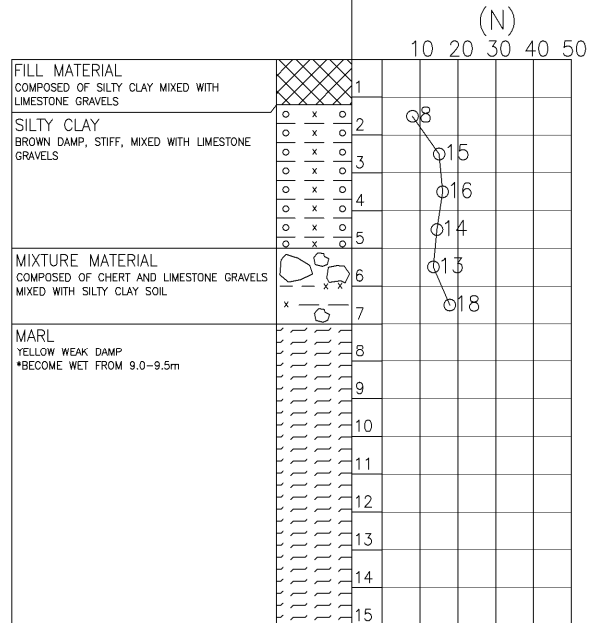 (N)
10 20 30 40 50
FILL MATERIAL
COMPOSED OF SILTY CLAY MIXED WITH
LIMESTONE GRAVELS
1
SILTY CLAY
BROWN DAMP, STIFF, MIXED WITH LIMESTONE
GRAVELS
8
2
15
3
16
4
14
5
MIXTURE MATERIAL
COMPOSED OF CHERT AND LIMESTONE GRAVELS
MIXED WITH SILTY CLAY SOIL
13
6
18
7
MARL
YELLOW WEAK DAMP
*BECOME WET FROM 9.0-9.5m
8
9
10
11
12
13
14
15